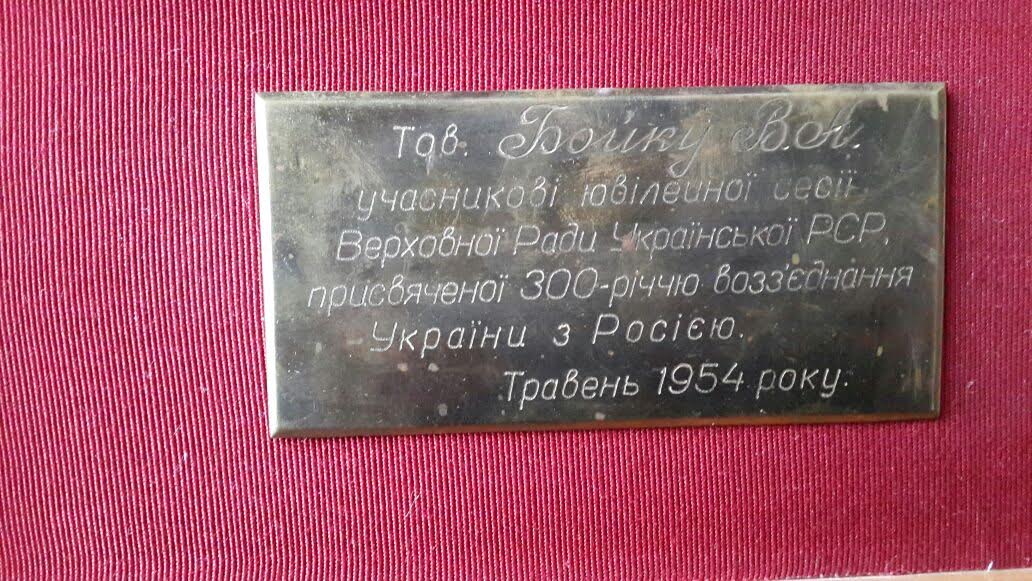 Тов. Бойку В.А.
учасникові ювілейної сесії
Верховної Ради Української РСР,
присвяченої 300-річчю возз'єднання
України з Росією.
Травень 1954 року.